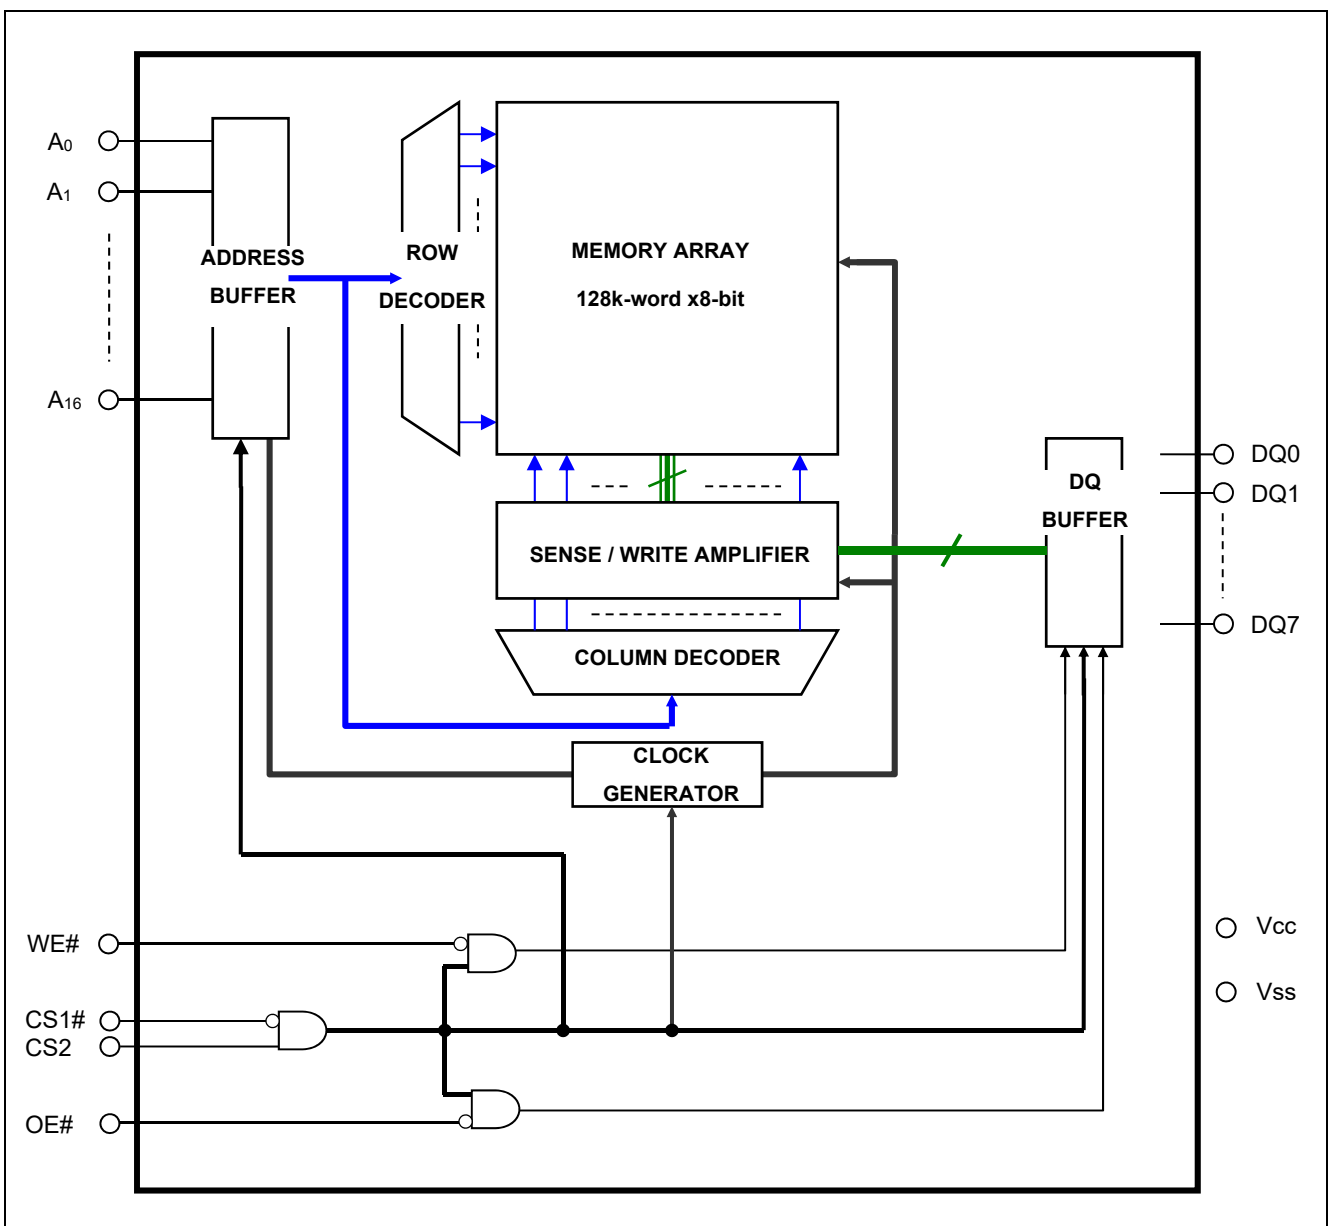 A0
A1
A16
ADDRESS
BUFFER
ROW
DECODER
MEMORY ARRAY
128k-word x8-bit
SENSE / WRITE AMPLIFIER
COLUMN DECODER
CLOCK
GENERATOR
DQ
BUFFER
DQ0
DQ1
DQ7
WE#
CS1#
CS2
OE#
Vcc
Vss